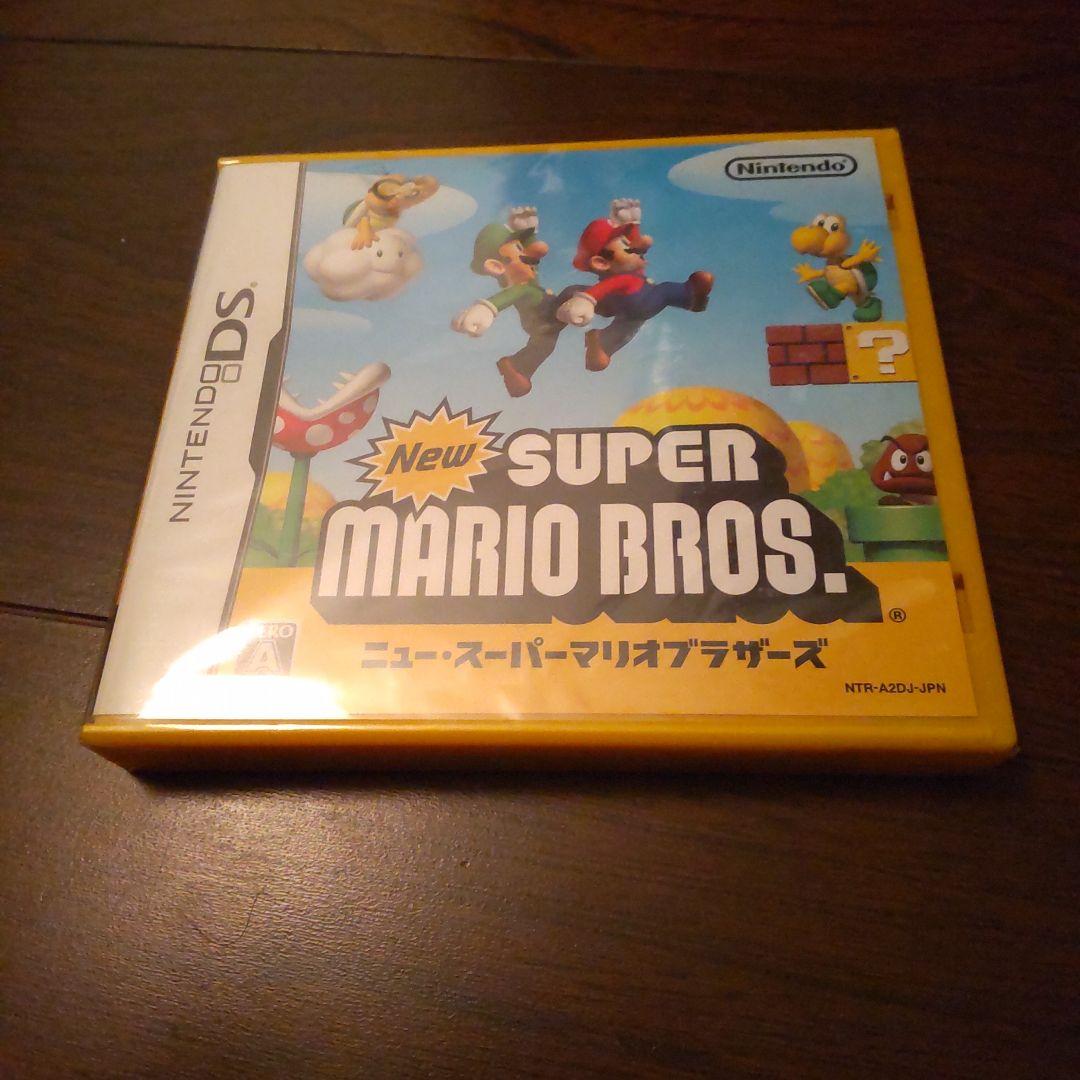 Nintendo
NINTENDO DS
New SUPER
MARIO BROS.
ニュー・スーパーマリオブラザーズ
NTR-A2DJ-JPN
?
A